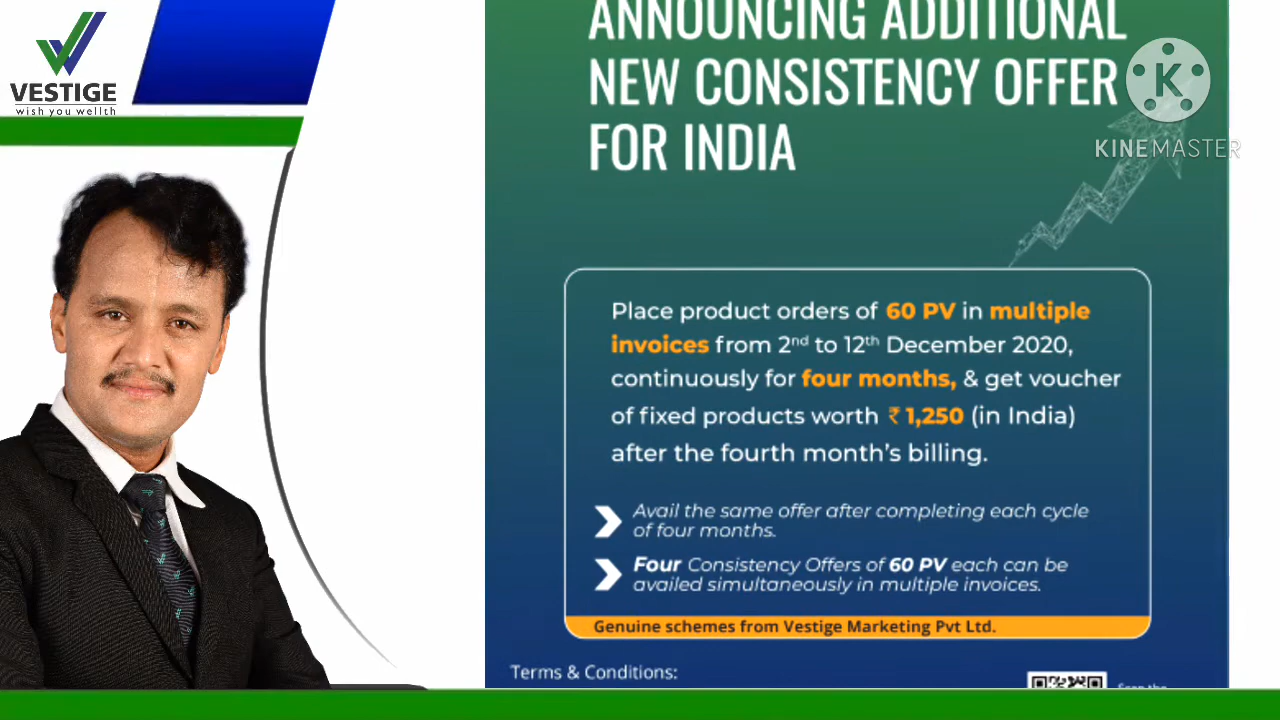 VESTIGE
wish you wellth
ANNOUNCING ADDITIONAL
NEW CONSISTENCY OFFER
FOR INDIA
K
KINEMASTER
Place product orders of 60 PV in multiple
invoices from 2nd to 12th December 2020,
continuously for four months, & get voucher
of fixed products worth ₹ 1,250 (in India)
after the fourth month's billing.
Avail the same offer after completing each cycle
of four months.
Four Consistency Offers of 60 PV each can be
availed simultaneously in multiple invoices.
Genuine schemes from Vestige Marketing Pvt Ltd.
Terms & Conditions: